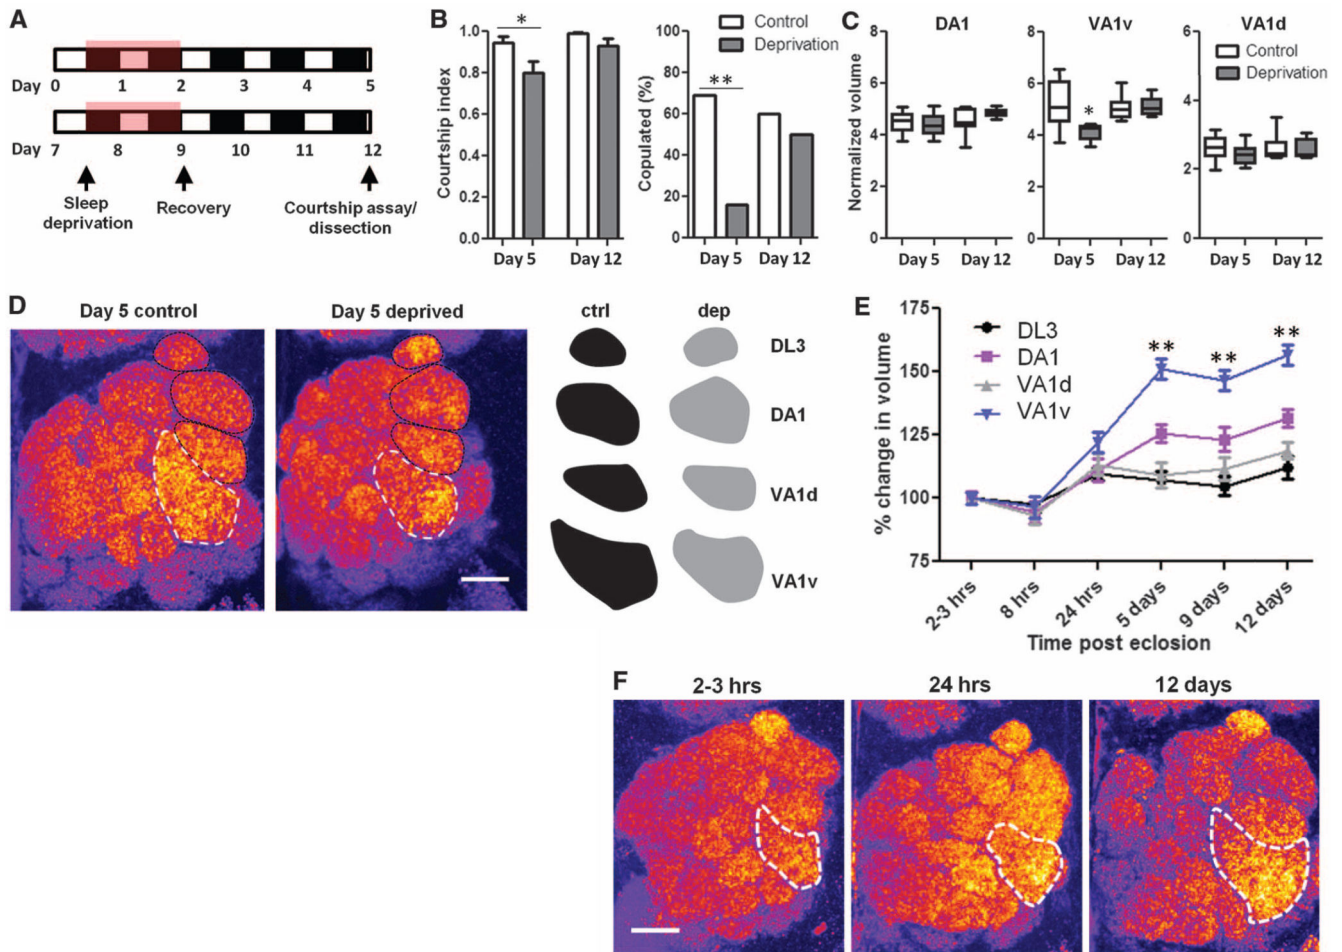 A
Day 0 1 2 3 4 5
Day 7 8 9 10 11 12
Sleep
deprivation
Recovery
Courtship assay/
dissection
B
Courtship index
1.0
0.8
0.6
0.4
0.2
0.0
*
Day 5 Day 12
Copulated (%)
100
80
60
40
20
0
Control
Deprivation
**
Day 5 Day 12
C
DA1
Normalized volume
8
6
4
2
0
Day 5 Day 12
VA1v
8
6
4
2
0
*
Day 5 Day 12
VA1d
6
4
2
0
Control
Deprivation
Day 5 Day 12
D
Day 5 control
Day 5 deprived
ctrl dep
DL3
DA1
VA1d
VA1v
E
% change in volume
175
150
125
100
75
DL3
DA1
VA1d
VA1v
** ** **
2-3 hrs 8 hrs 24 hrs 5 days 9 days 12 days
Time post eclosion
F
2-3 hrs 24 hrs 12 days